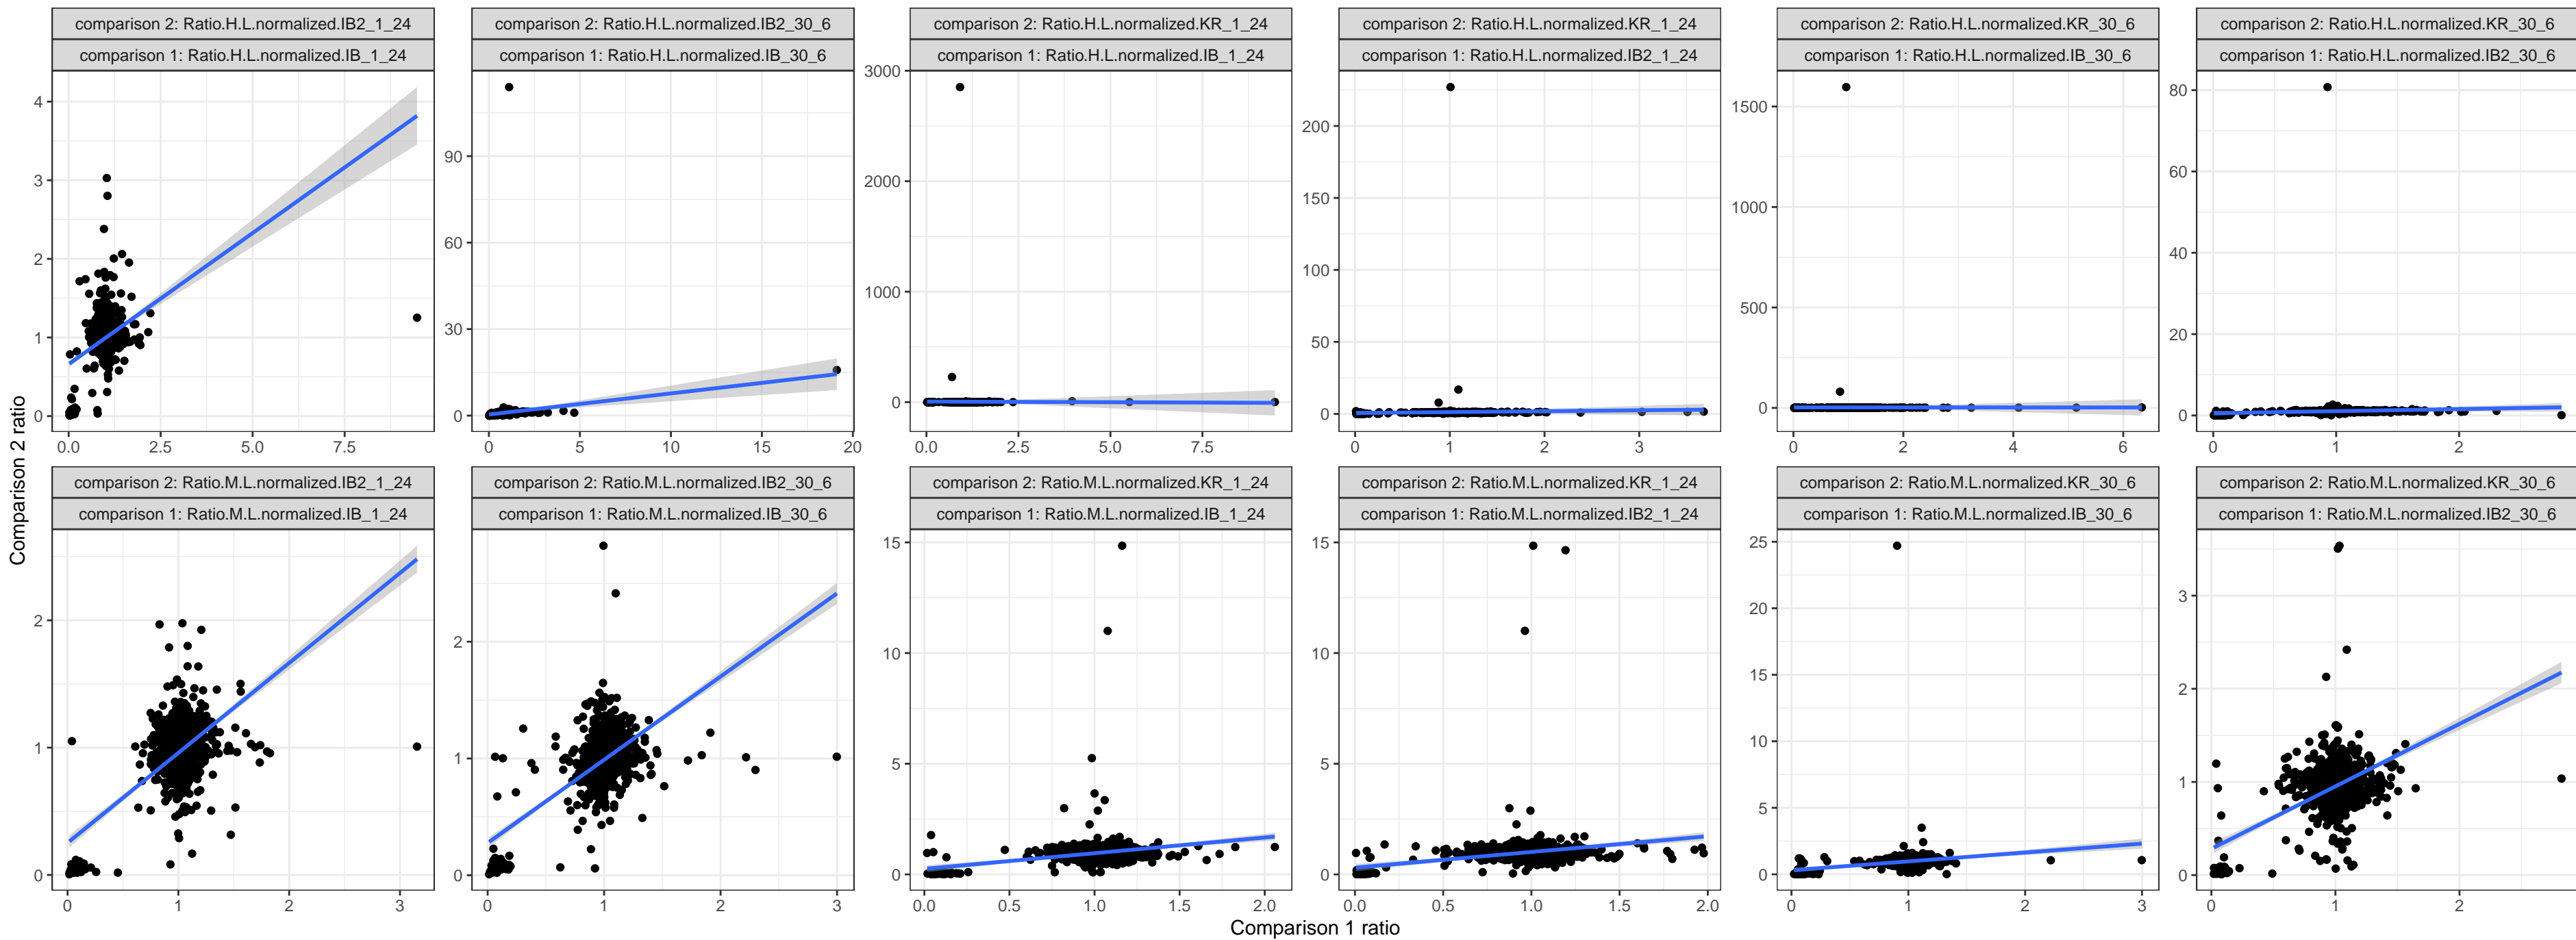 comparison 2: Ratio.H.L.normalized.IB2_1_24
comparison 1: Ratio.H.L.normalized.IB_1_24
4
3
2
1
0
0.0 2.5 5.0 7.5
comparison 2: Ratio.H.L.normalized.IB2_30_6
comparison 1: Ratio.H.L.normalized.IB_30_6
90
60
30
0
0 5 10 15 20
comparison 2: Ratio.H.L.normalized.KR_1_24
comparison 1: Ratio.H.L.normalized.IB_1_24
3000
2000
1000
0
0.0 2.5 5.0 7.5
comparison 2: Ratio.H.L.normalized.KR_1_24
comparison 1: Ratio.H.L.normalized.IB2_1_24
200
150
100
50
0
0 1 2 3
comparison 2: Ratio.H.L.normalized.KR_30_6
comparison 1: Ratio.H.L.normalized.IB_30_6
1500
1000
500
0
0 2 4 6
comparison 2: Ratio.H.L.normalized.KR_30_6
comparison 1: Ratio.H.L.normalized.IB2_30_6
80
60
40
20
0
0 1 2
Comparison 2 ratio
comparison 2: Ratio.M.L.normalized.IB2_1_24
comparison 1: Ratio.M.L.normalized.IB_1_24
2
1
0
0 1 2 3
comparison 2: Ratio.M.L.normalized.IB2_30_6
comparison 1: Ratio.M.L.normalized.IB_30_6
2
1
0
0 1 2 3
comparison 2: Ratio.M.L.normalized.KR_1_24
comparison 1: Ratio.M.L.normalized.IB_1_24
15
10
5
0
0.0 0.5 1.0 1.5 2.0
comparison 2: Ratio.M.L.normalized.KR_1_24
comparison 1: Ratio.M.L.normalized.IB2_1_24
15
10
5
0
0.0 0.5 1.0 1.5 2.0
comparison 2: Ratio.M.L.normalized.KR_30_6
comparison 1: Ratio.M.L.normalized.IB_30_6
25
20
15
10
5
0
0 1 2 3
comparison 2: Ratio.M.L.normalized.KR_30_6
comparison 1: Ratio.M.L.normalized.IB2_30_6
3
2
1
0
0 1 2
Comparison 1 ratio